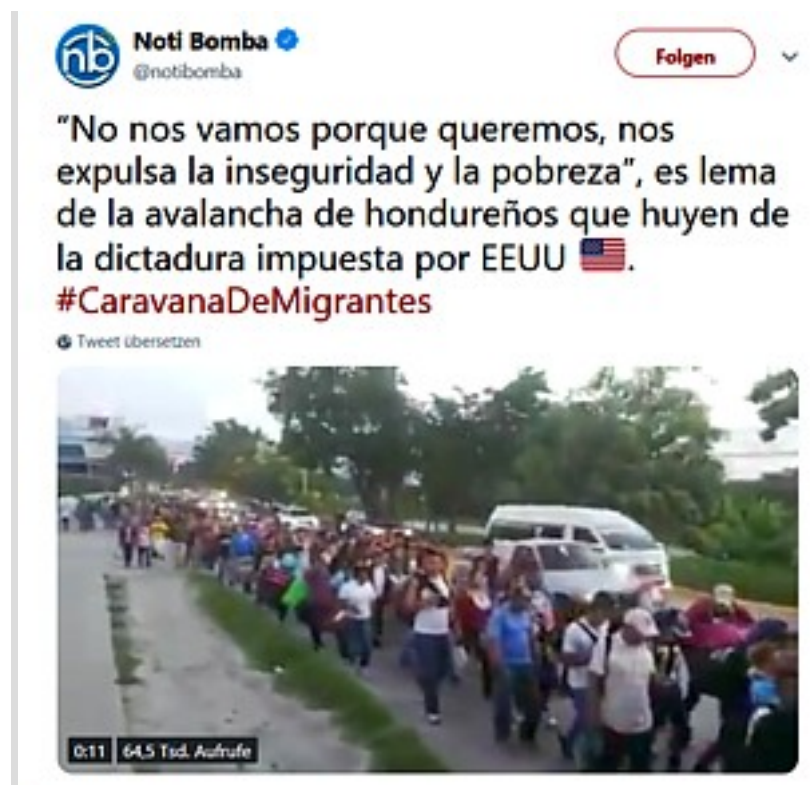 nb
Noti Bomba
@notibomba
Folgen
"No nos vamos porque queremos, nos
expulsa la inseguridad y la pobreza", es lema
de la avalancha de hondureños que huyen de
la dictadura impuesta por EEUU 🇺🇸.
#CaravanaDeMigrantes
Tweet übersetzen
0:11 64,5 Tsd. Aufrufe